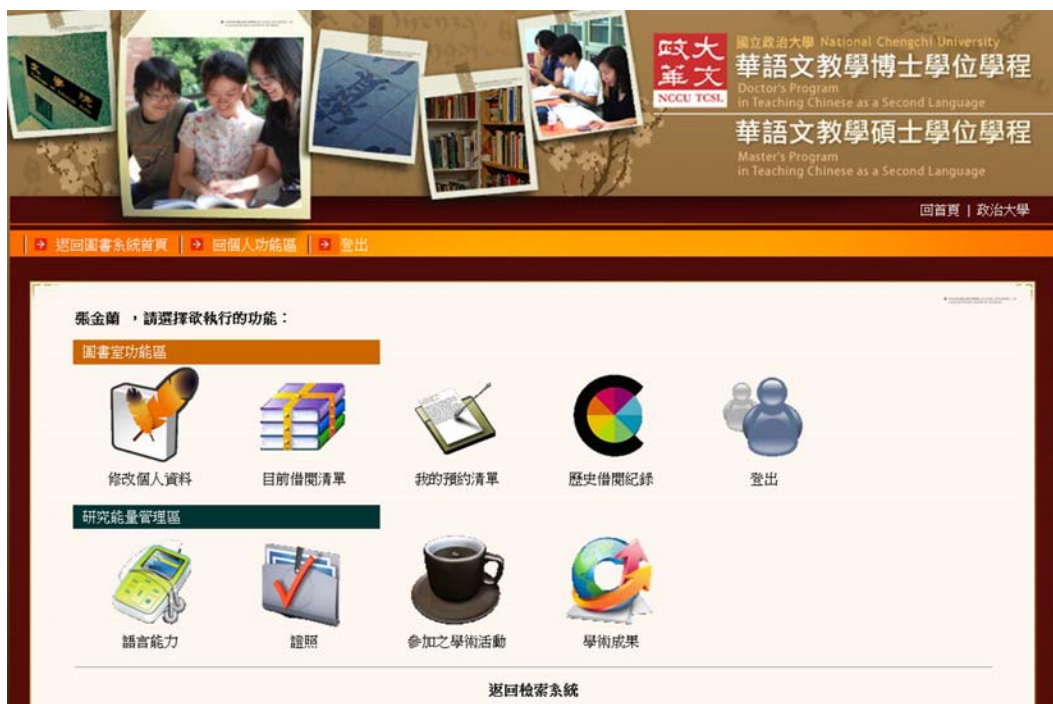 文學院
政大
華文
NCCU TCSL
國立政治大學 National Chengchi University
華語文教學博士學位學程
Doctor's Program
in Teaching Chinese as a Second Language
華語文教學碩士學位學程
Master's Program
in Teaching Chinese as a Second Language
回首頁 | 政治大學
返回圖書系統首頁 | 回個人功能區 | 登出
張金蘭 ，請選擇欲執行的功能：
圖書室功能區
修改個人資料 目前借閱清單 我的預約清單 歷史借閱紀錄 登出
研究能量管理區
語言能力 證照 參加之學術活動 學術成果
返回檢索系統